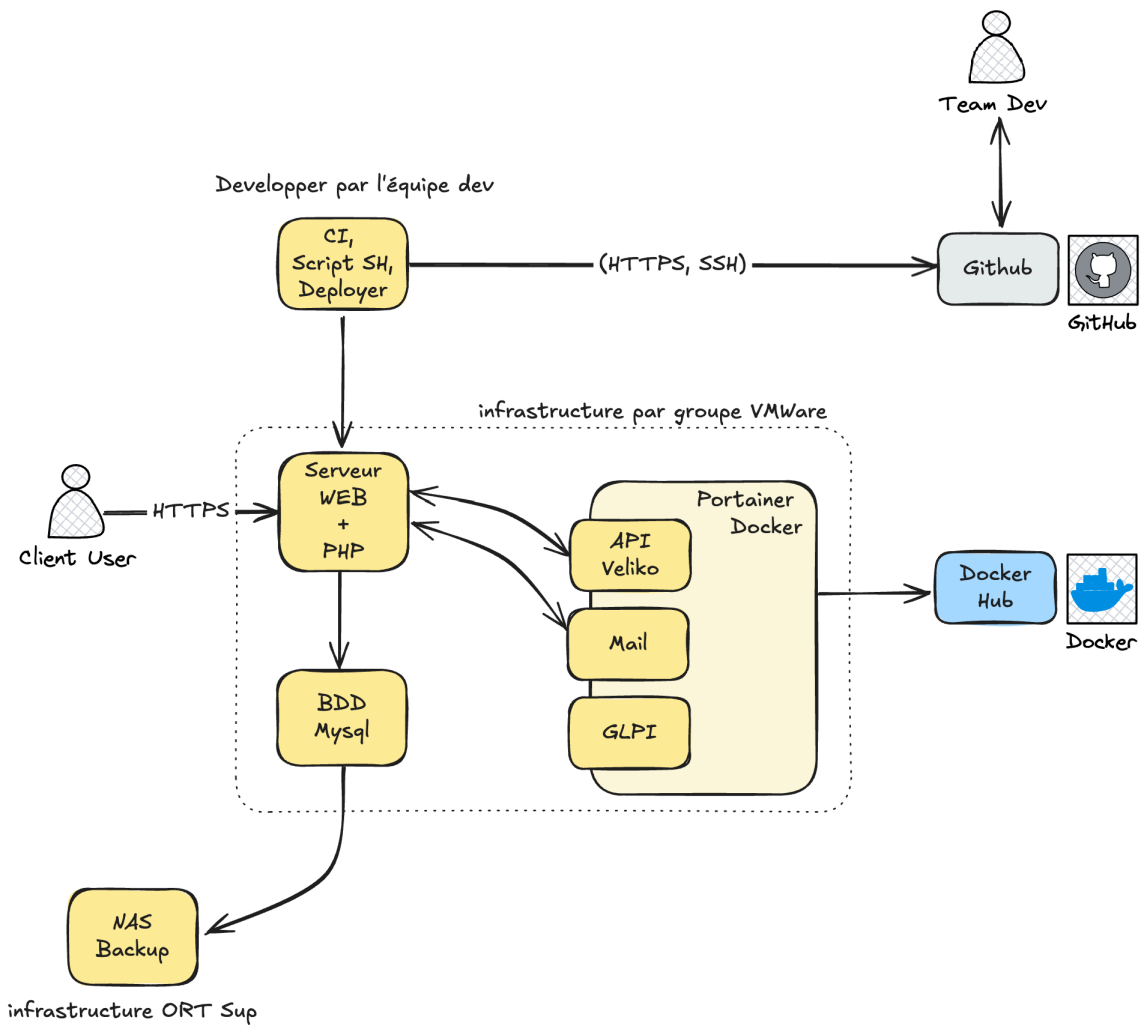 Team Dev
Developper par l'équipe dev
CI,
Script SH,
Deployer
(HTTPS, SSH)
Github
GitHub
infrastructure par groupe VMWare
Serveur
WEB
+
PHP
HTTPS
Client User
Portainer
Docker
API
Veliko
Mail
GLPI
Docker
Hub
Docker
BDD
Mysql
NAS
Backup
infrastructure ORT Sup